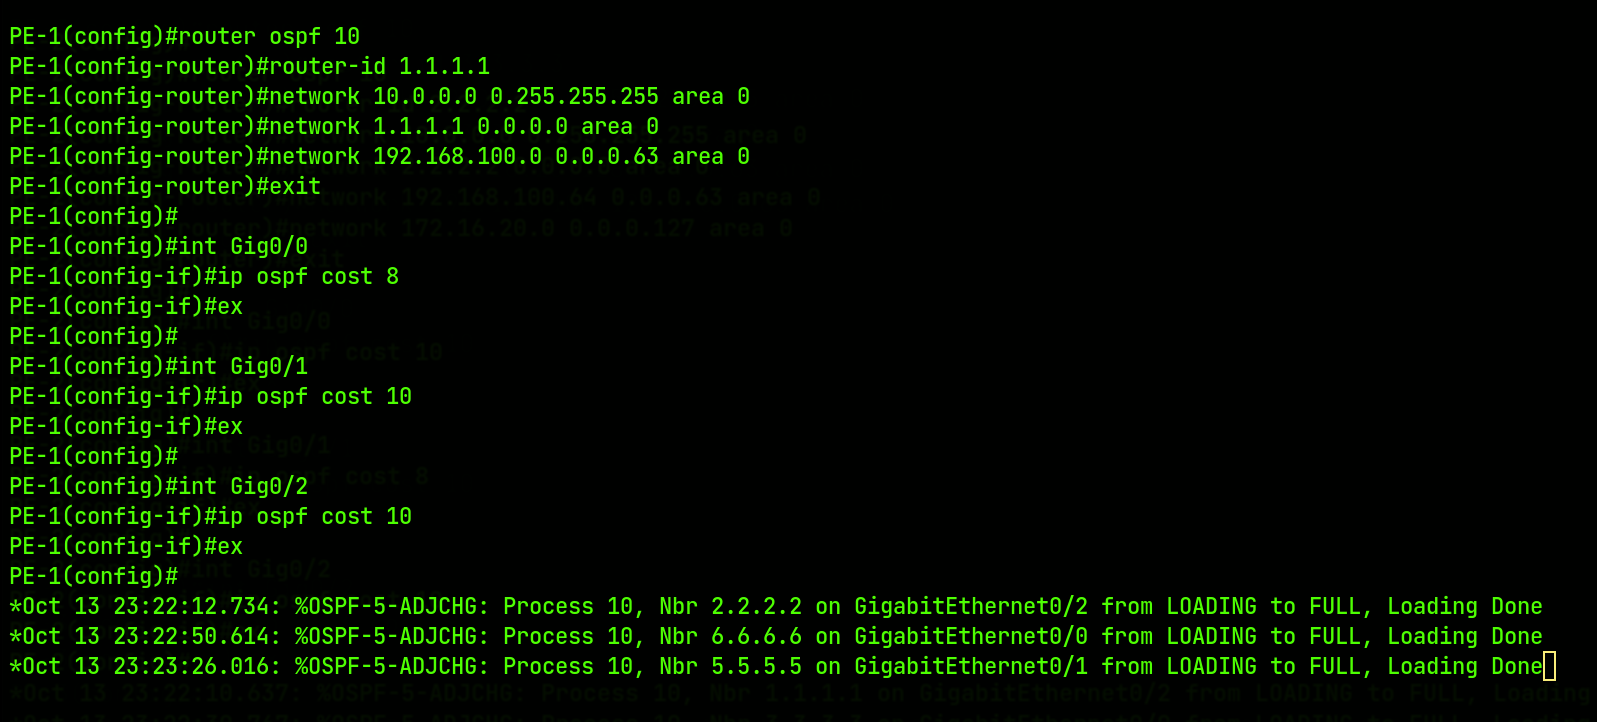 PE-1(config)#router ospf 10
PE-1(config-router)#router-id 1.1.1.1
PE-1(config-router)#network 10.0.0.0 0.255.255.255 area 0
PE-1(config-router)#network 1.1.1.1 0.0.0.0 area 0
PE-1(config-router)#network 192.168.100.0 0.0.0.63 area 0
PE-1(config-router)#exit
PE-1(config)#
PE-1(config)#int Gig0/0
PE-1(config-if)#ip ospf cost 8
PE-1(config-if)#ex
PE-1(config)#
PE-1(config)#int Gig0/1
PE-1(config-if)#ip ospf cost 10
PE-1(config-if)#ex
PE-1(config)#
PE-1(config)#int Gig0/2
PE-1(config-if)#ip ospf cost 10
PE-1(config-if)#ex
PE-1(config)#
*Oct 13 23:22:12.734: %OSPF-5-ADJCHG: Process 10, Nbr 2.2.2.2 on GigabitEthernet0/2 from LOADING to FULL, Loading Done
*Oct 13 23:22:50.614: %OSPF-5-ADJCHG: Process 10, Nbr 6.6.6.6 on GigabitEthernet0/0 from LOADING to FULL, Loading Done
*Oct 13 23:23:26.016: %OSPF-5-ADJCHG: Process 10, Nbr 5.5.5.5 on GigabitEthernet0/1 from LOADING to FULL, Loading Done